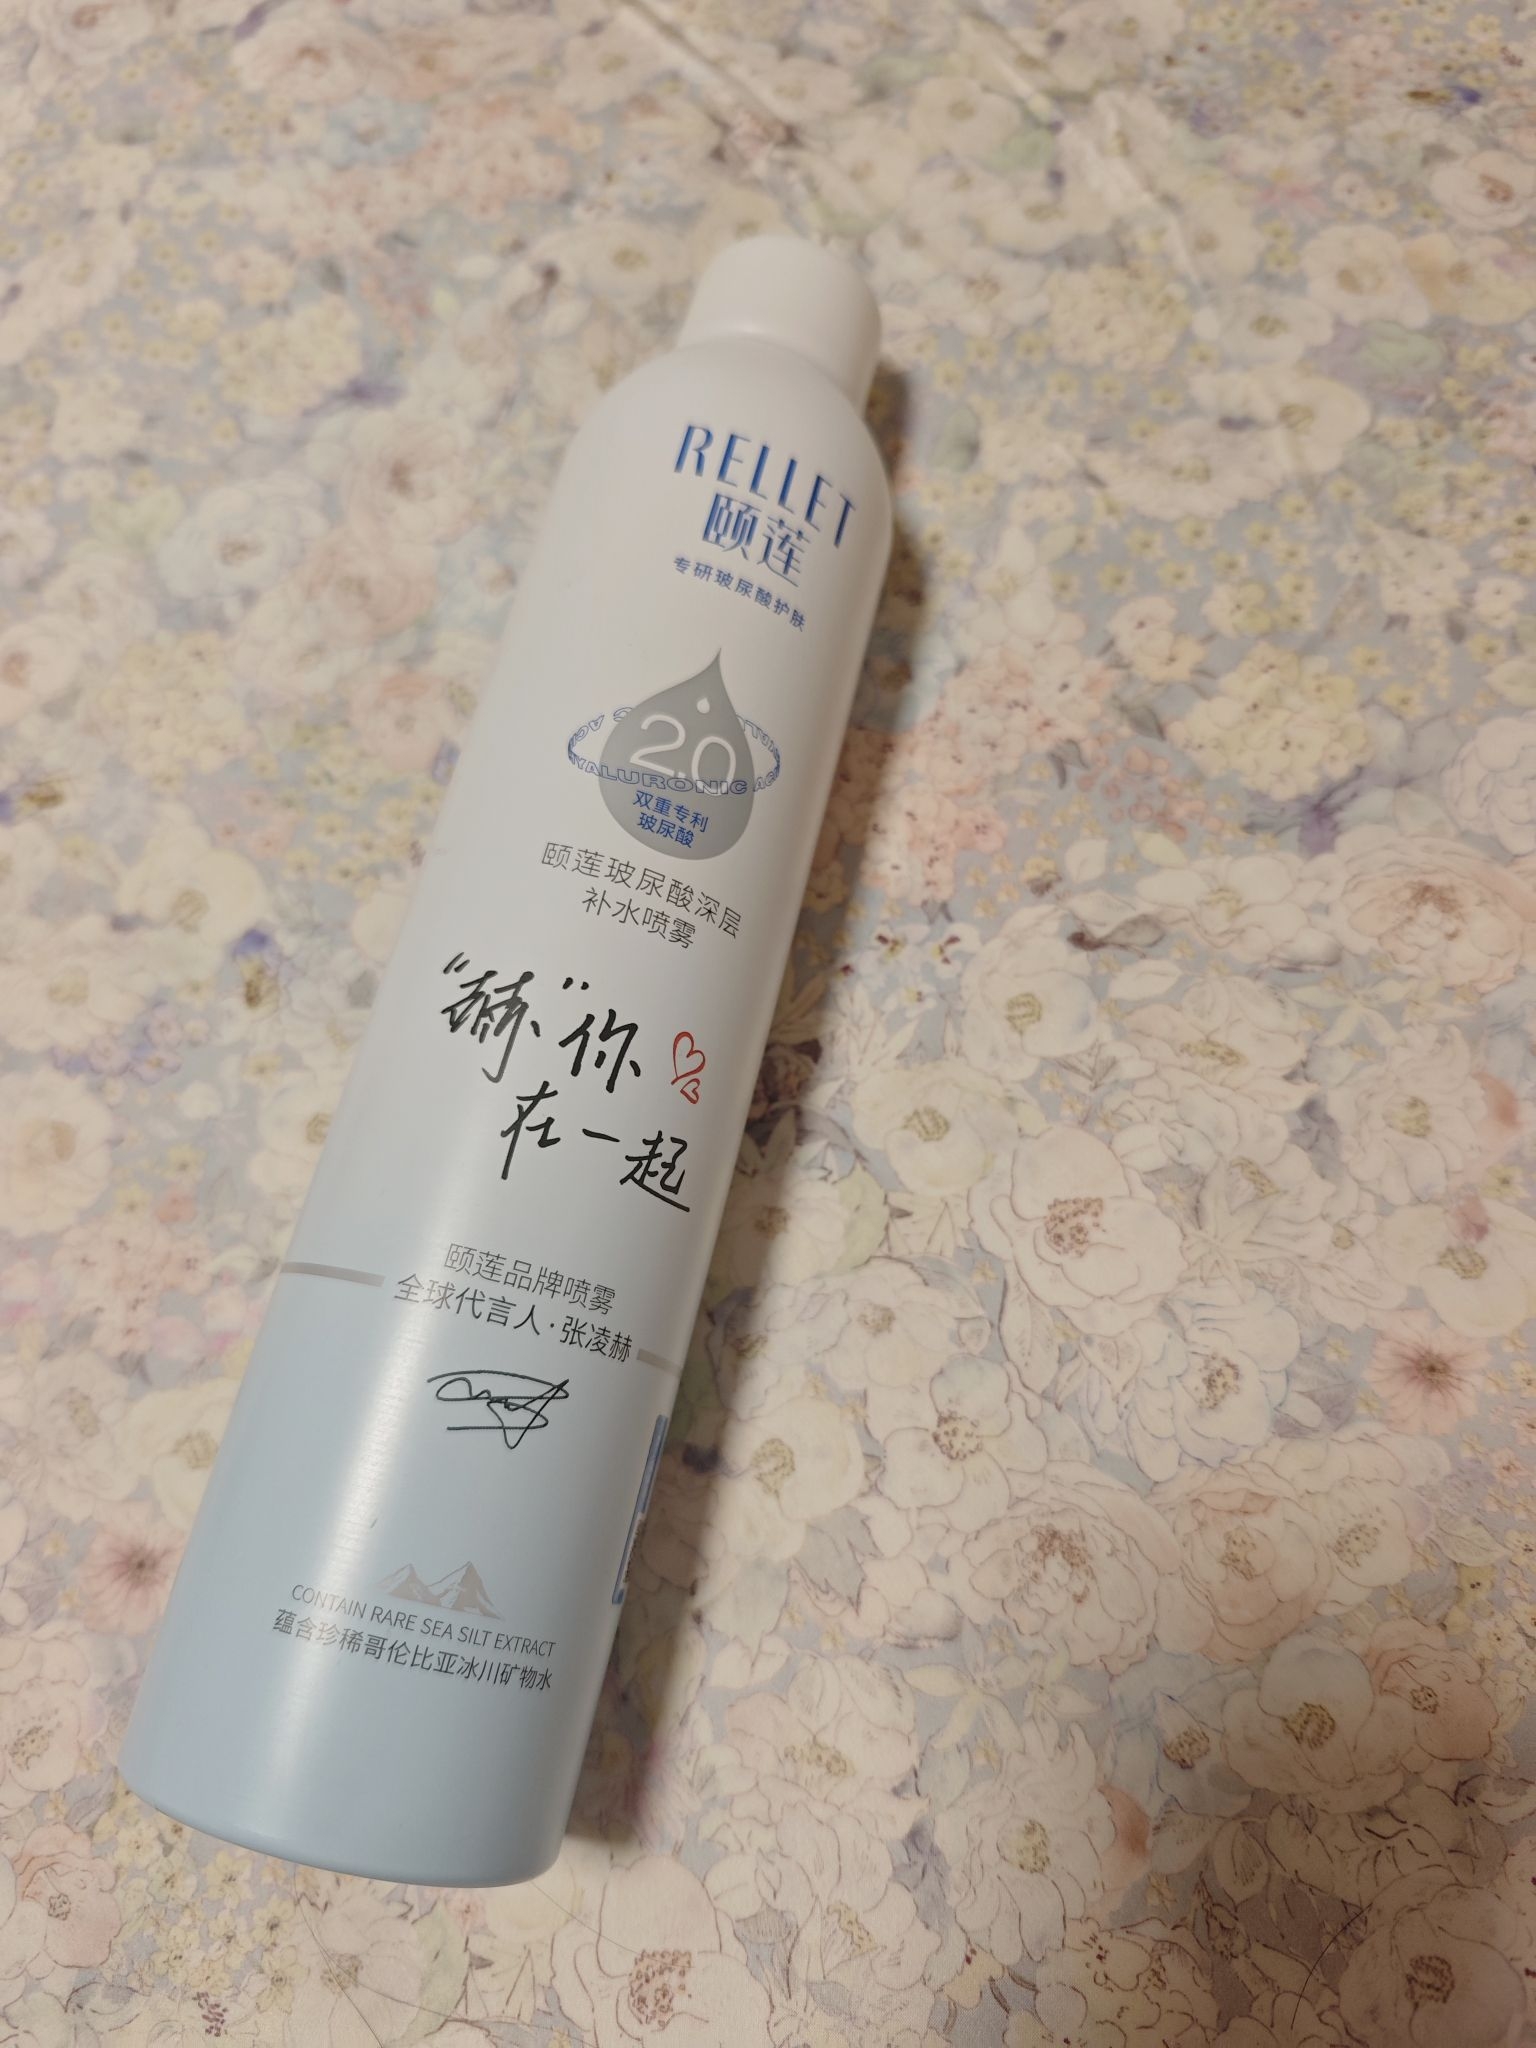 RELLET
颐莲
专研玻尿酸护肤
2.0
HYALURONIC AC
双重专利
玻尿酸
颐莲玻尿酸深层
补水喷雾
“赫”你
在一起
颐莲品牌喷雾
全球代言人·张凌赫
CONTAIN RARE SEA SILT EXTRACT
蕴含珍稀哥伦比亚冰川矿物水